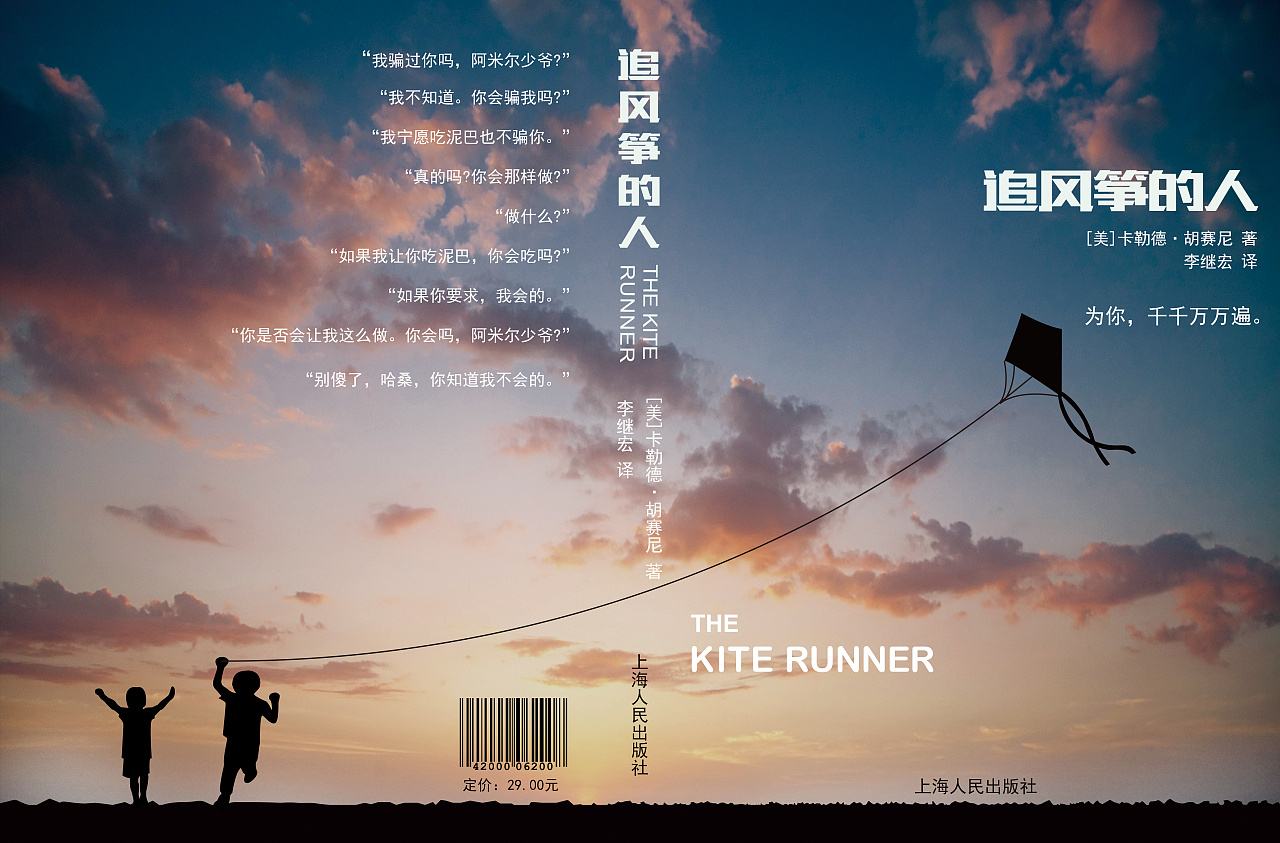 “我骗过你吗，阿米尔少爷?”
“我不知道。你会骗我吗?”
“我宁愿吃泥巴也不骗你。”
“真的吗?你会那样做?”
“做什么?”
“如果我让你吃泥巴，你会吃吗?”
“如果你要求，我会的。”
“你是否会让我这么做。你会吗，阿米尔少爷?”
“别傻了，哈桑，你知道我不会的。”
42000 06200
定价: 29.00元
追风筝的人
THE KITE
RUNNER
[美]卡勒德·胡赛尼 著
李继宏 译
上海人民出版社
追风筝的人
[美]卡勒德·胡赛尼 著
李继宏 译
为你，千千万万遍。
THE
KITE RUNNER
上海人民出版社